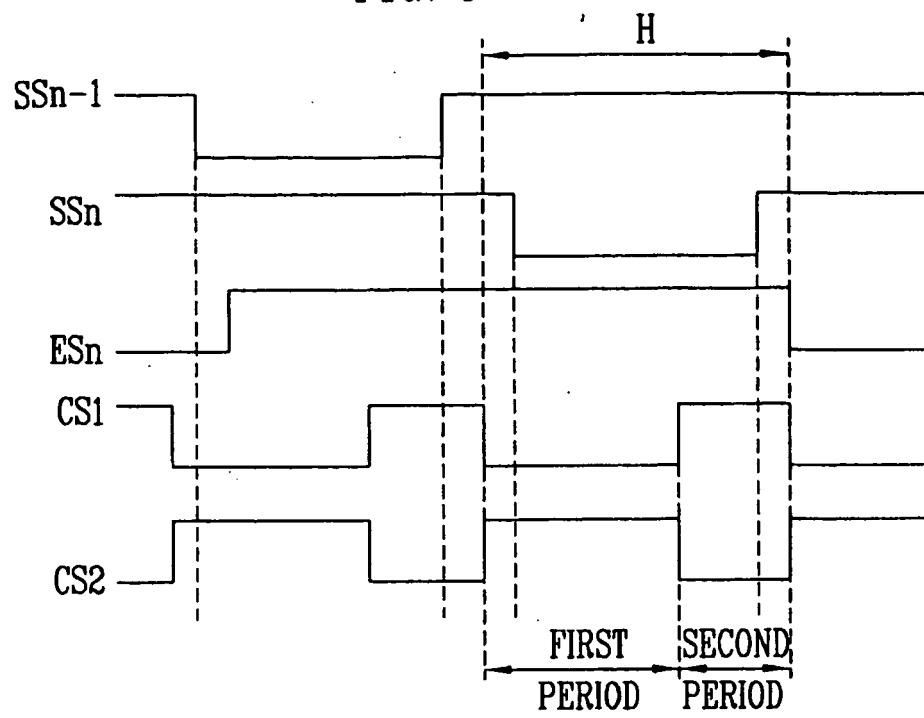 H
SSn-1
SSn
ESn
CS1
CS2
FIRST PERIOD
SECOND PERIOD